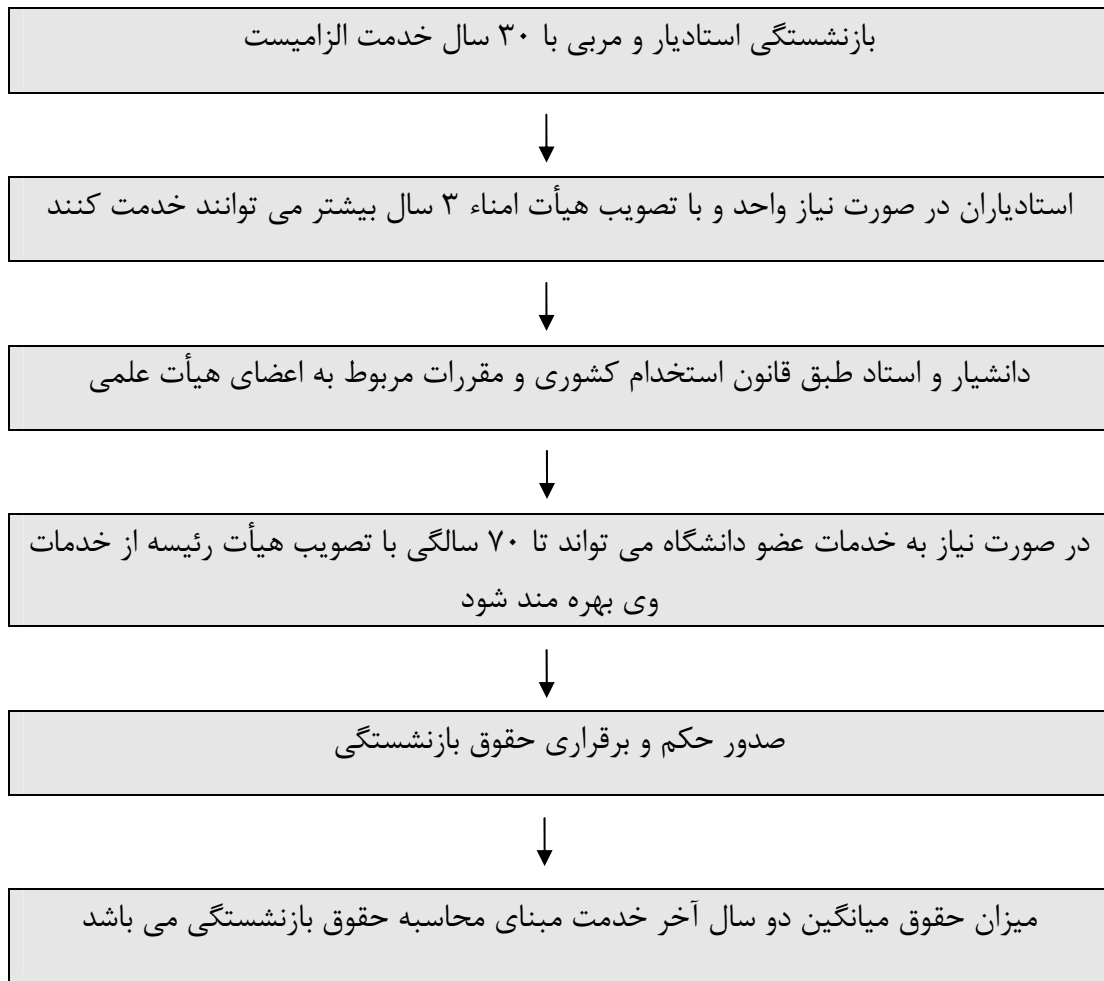 بازنشستگی استادیار و مربی با ۳۰ سال خدمت الزامیست
استادیاران در صورت نیاز واحد و با تصویب هیأت امناء ۳ سال بیشتر می توانند خدمت کنند
دانشیار و استاد طبق قانون استخدام کشوری و مقررات مربوط به اعضای هیأت علمی
در صورت نیاز به خدمات عضو دانشگاه می تواند تا ۷۰ سالگی با تصویب هیأت رئیسه از خدمات
وی بهره مند شود
صدور حکم و برقراری حقوق بازنشستگی
میزان حقوق میانگین دو سال آخر خدمت مبنای محاسبه حقوق بازنشستگی می باشد